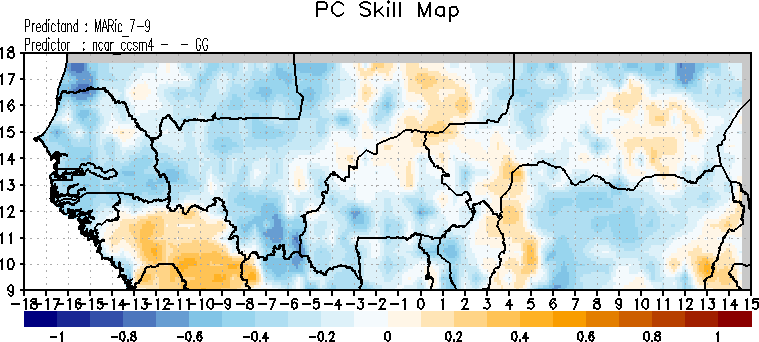 PC Skill Map
Predictand : MARic_7-9
Predictor : ncar_ccsm4 - - GG
18
17
16
15
14
13
12
11
10
9
-18 -17 -16 -15 -14 -13 -12 -11 -10 -9 -8 -7 -6 -5 -4 -3 -2 -1 0 1 2 3 4 5 6 7 8 9 10 11 12 13 14 15
-1 -0.8 -0.6 -0.4 -0.2 0 0.2 0.4 0.6 0.8 1